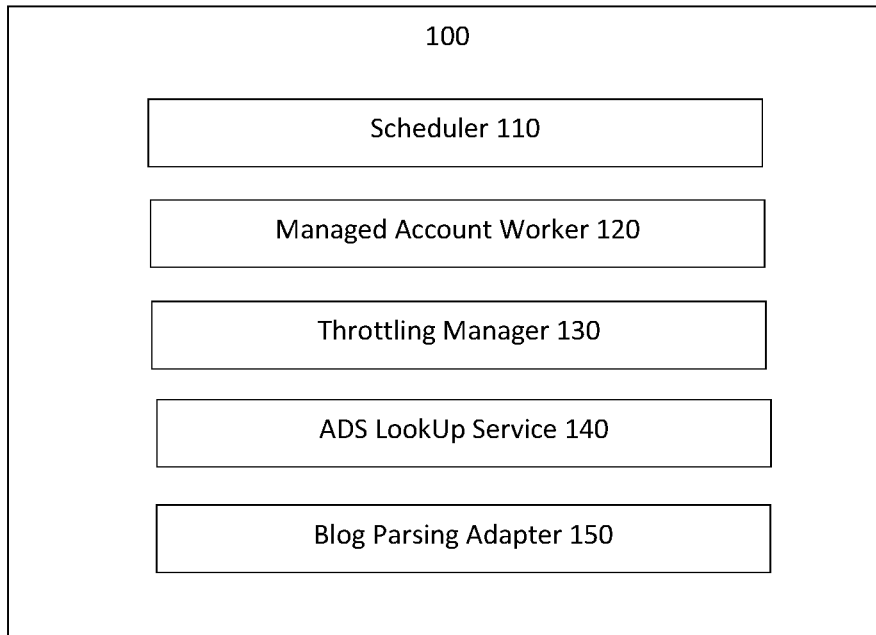 100
Scheduler 110
Managed Account Worker 120
Throttling Manager 130
ADS LookUp Service 140
Blog Parsing Adapter 150